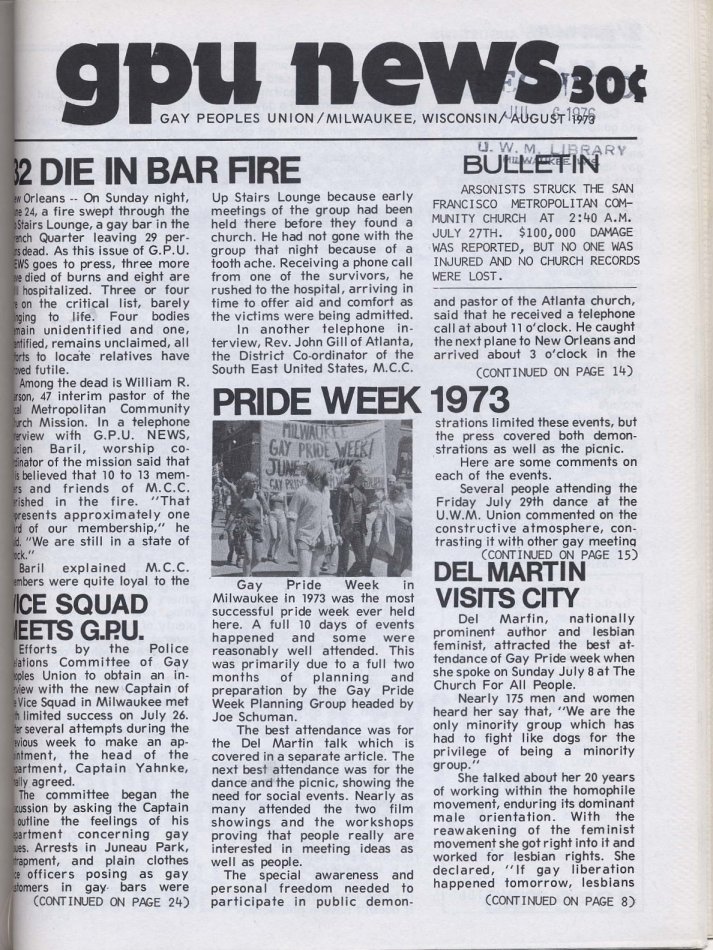 gpu news 30¢
JUL 6 1976
GAY PEOPLES UNION/MILWAUKEE, WISCONSIN/AUGUST 1973
U. W. M. LIBRARY
MILWAUKEE, WIS.
32 DIE IN BAR FIRE
Orleans -- On Sunday night,
24, a fire swept through the
Stairs Lounge, a gay bar in the
Quarter leaving 29 per-
dead. As this issue of G.P.U.
goes to press, three more
died of burns and eight are
hospitalized. Three or four
on the critical list, barely
to life. Four bodies
unidentified and one,
remains unclaimed, all
to locate relatives have
futile.
Among the dead is William R.
47 interim pastor of the
Metropolitan Community
Mission. In a telephone
with G.P.U. NEWS,
Baril, worship co-
of the mission said that
believed that 10 to 13 mem-
and friends of M.C.C.
in the fire. "That
approximately one
of our membership," he
"We are still in a state of
Baril explained M.C.C.
were quite loyal to the
Up Stairs Lounge because early
meetings of the group had been
held there before they found a
church. He had not gone with the
group that night because of a
tooth ache. Receiving a phone call
from one of the survivors, he
rushed to the hospital, arriving in
time to offer aid and comfort as
the victims were being admitted.
In another telephone in-
terview, Rev. John Gill of Atlanta,
the District Co-ordinator of the
South East United States, M.C.C.
and pastor of the Atlanta church,
said that he received a telephone
call at about 11 o'clock. He caught
the next plane to New Orleans and
arrived about 3 o'clock in the
(CONTINUED ON PAGE 14)
BULLETIN
ARSONISTS STRUCK THE SAN
FRANCISCO METROPOLITAN COM-
MUNITY CHURCH AT 2:40 A.M.
JULY 27TH. $100,000 DAMAGE
WAS REPORTED, BUT NO ONE WAS
INJURED AND NO CHURCH RECORDS
WERE LOST.
VICE SQUAD
MEETS G.P.U.
Efforts by the Police
Committee of Gay
Union to obtain an in-
with the new Captain of
Vice Squad in Milwaukee met
limited success on July 26.
several attempts during the
week to make an ap-
the head of the
Captain Yahnke,
agreed.
The committee began the
by asking the Captain
outline the feelings of his
concerning gay
Arrests in Juneau Park,
and plain clothes
officers posing as gay
in gay bars were
(CONTINUED ON PAGE 24)
PRIDE WEEK 1973
MILWAUKEE
GAY PRIDE WEEK!
JUNE
GAY PRIDE
Gay Pride Week in
Milwaukee in 1973 was the most
successful pride week ever held
here. A full 10 days of events
happened and some were
reasonably well attended. This
was primarily due to a full two
months of planning and
preparation by the Gay Pride
Week Planning Group headed by
Joe Schuman.
The best attendance was for
the Del Martin talk which is
covered in a separate article. The
next best attendance was for the
dance and the picnic, showing the
need for social events. Nearly as
many attended the two film
showings and the workshops
proving that people really are
interested in meeting ideas as
well as people.
The special awareness and
personal freedom needed to
participate in public demon-
strations limited these events, but
the press covered both demon-
strations as well as the picnic.
Here are some comments on
each of the events.
Several people attending the
Friday July 29th dance at the
U.W.M. Union commented on the
constructive atmosphere, con-
trasting it with other gay meeting
(CONTINUED ON PAGE 15)
DEL MARTIN
VISITS CITY
Del Martin, nationally
prominent author and lesbian
feminist, attracted the best at-
tendance of Gay Pride week when
she spoke on Sunday July 8 at The
Church For All People.
Nearly 175 men and women
heard her say that, "We are the
only minority group which has
had to fight like dogs for the
privilege of being a minority
group."
She talked about her 20 years
of working within the homophile
movement, enduring its dominant
male orientation. With the
reawakening of the feminist
movement she got right into it and
worked for lesbian rights. She
declared, "If gay liberation
happened tomorrow, lesbians
(CONTINUED ON PAGE 8)